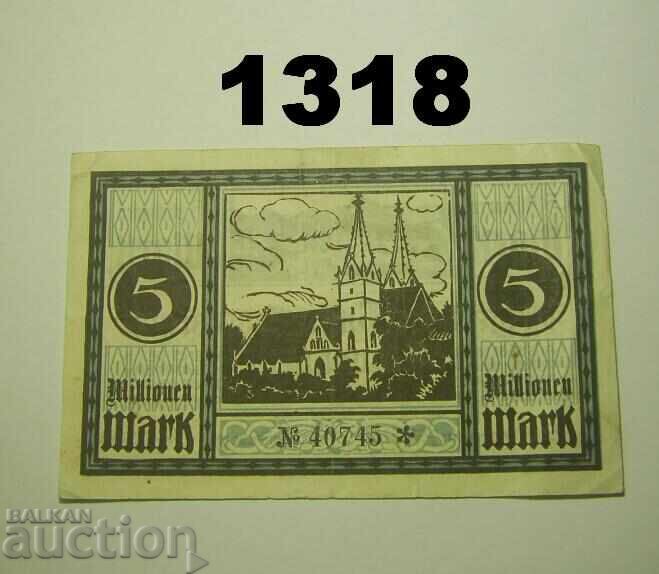 1318
5
Millionen
Mark
5
Millionen
Mark
№ 40745 *
BALKAN
auction